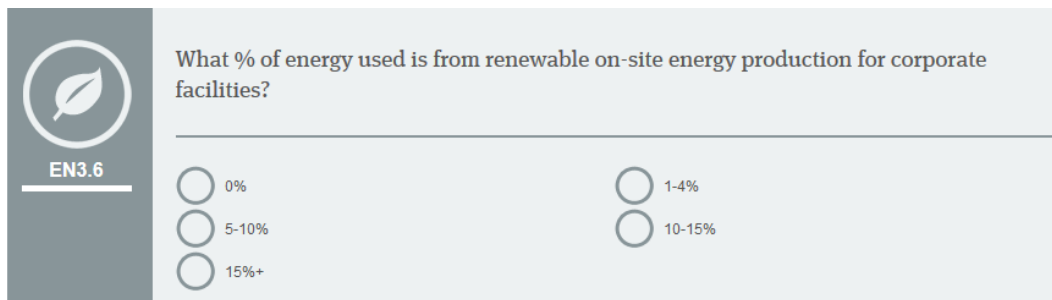 What % of energy used is from renewable on-site energy production for corporate
facilities?
EN3.6
0%
1-4%
5-10%
10-15%
15%+